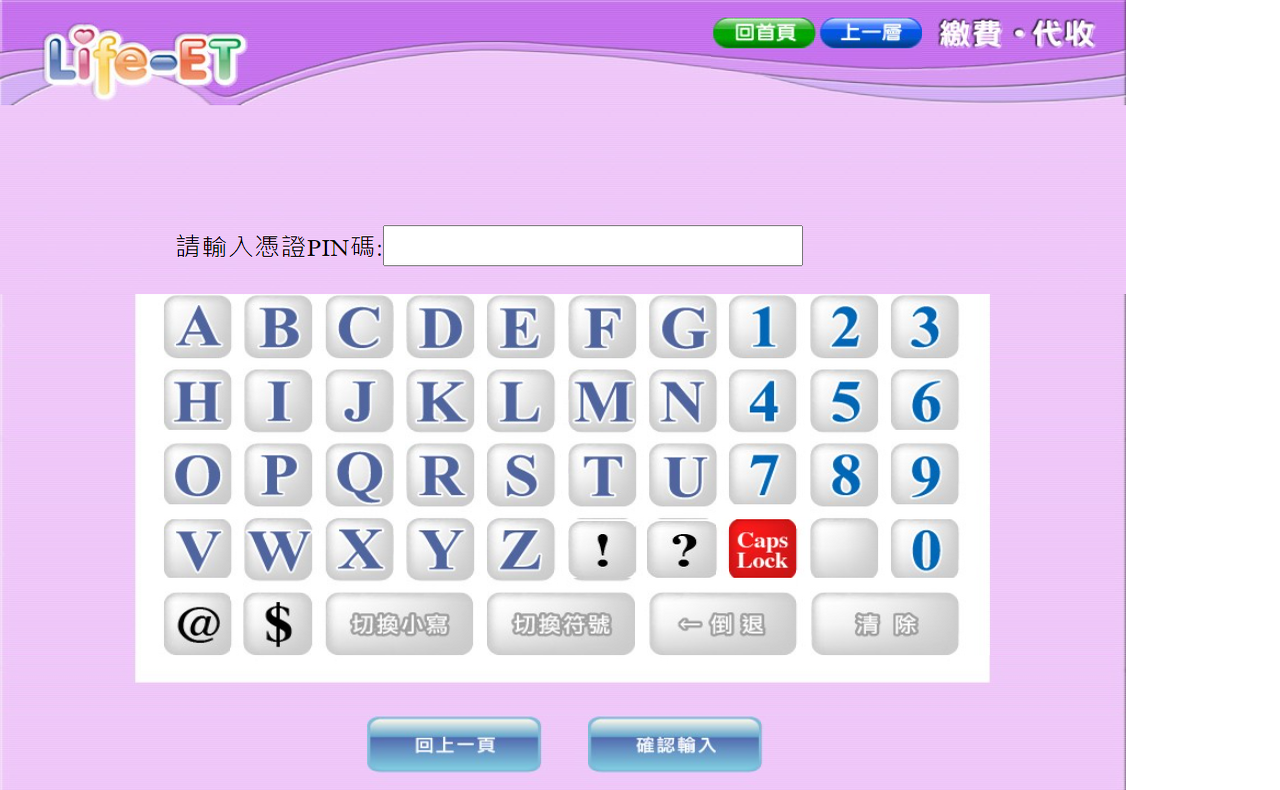 Life-ET
回首頁 上一層 繳費・代收
請輸入憑證PIN碼:
A B C D E F G 1 2 3
H I J K L M N 4 5 6
O P Q R S T U 7 8 9
V W X Y Z ! ? Caps Lock 0
@ $ 切換小寫 切換符號 ←倒退 清除
回上一頁 確認輸入